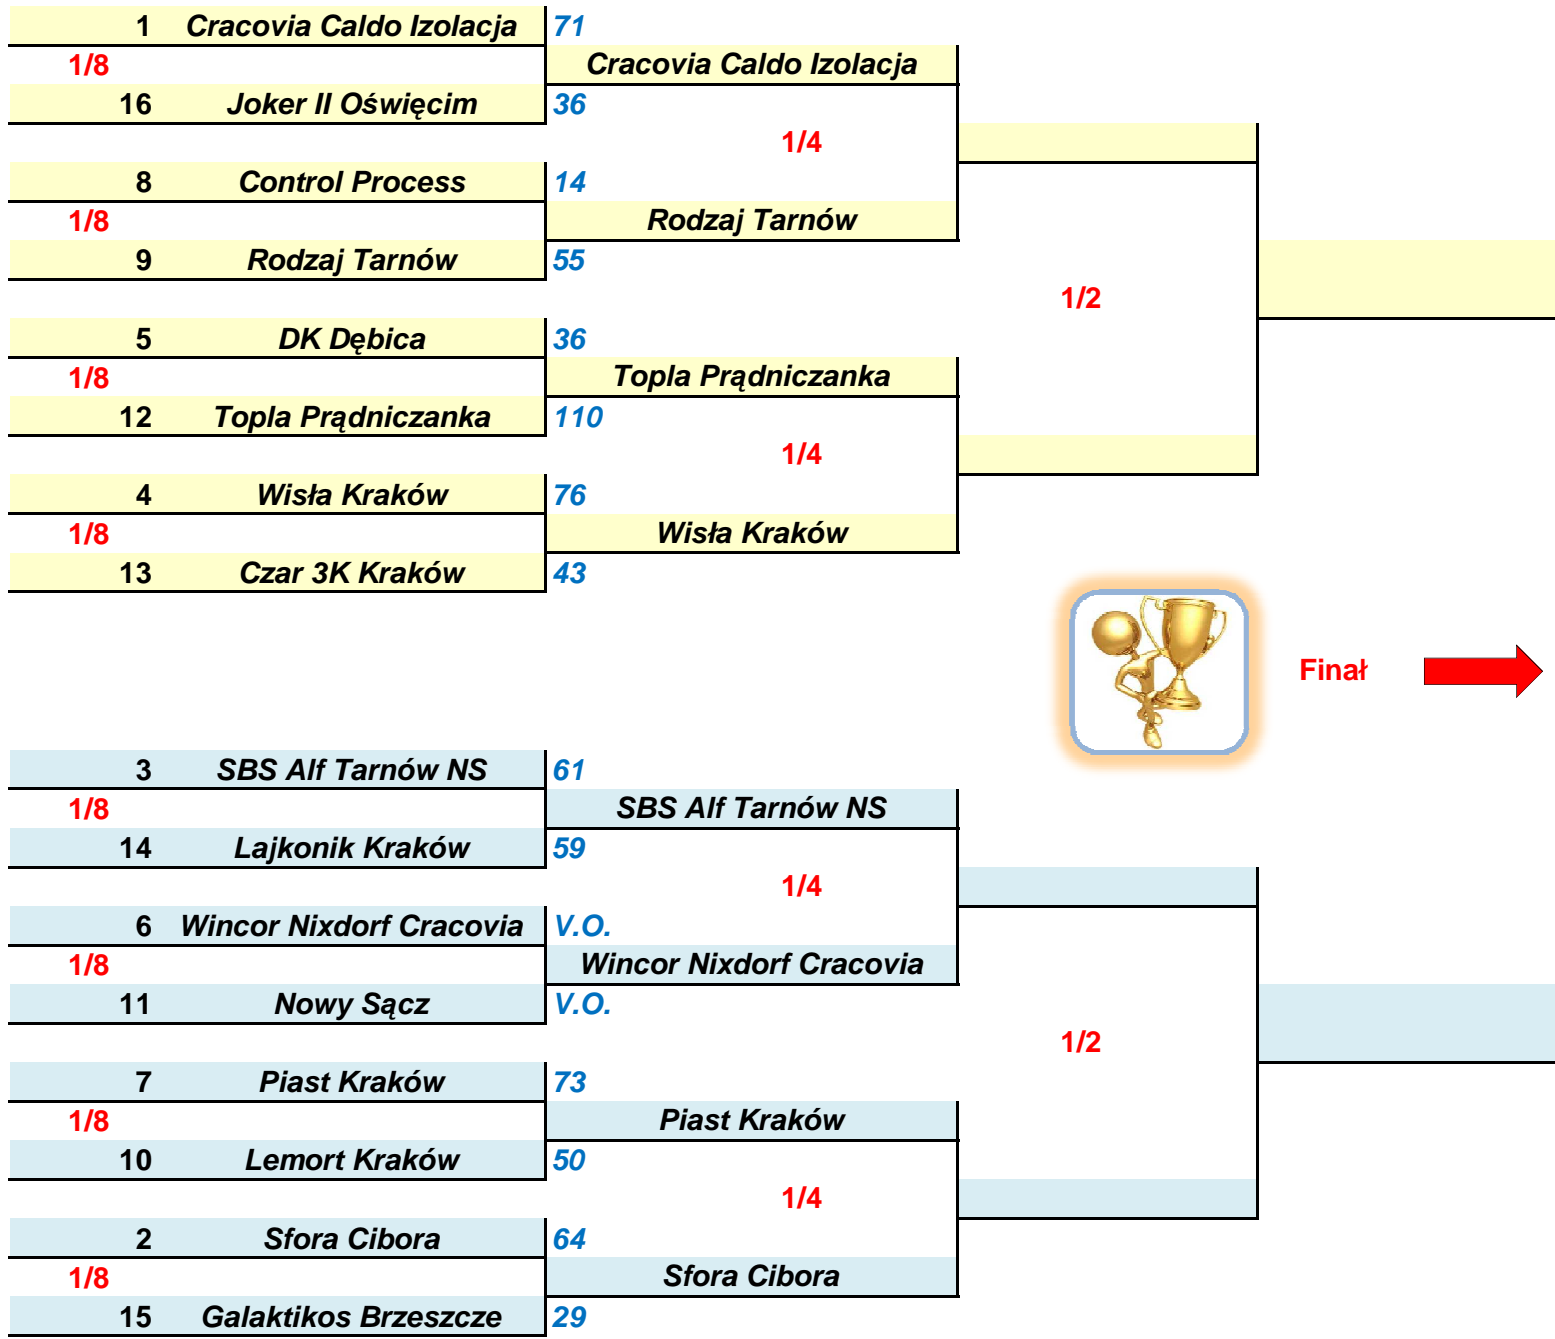 1 Cracovia Caldo Izolacja 71
1/8 Cracovia Caldo Izolacja
16 Joker II Oświęcim 36
1/4
8 Control Process 14
1/8 Rodzaj Tarnów
9 Rodzaj Tarnów 55
1/2
5 DK Dębica 36
1/8 Topla Prądniczanka
12 Topla Prądniczanka 110
1/4
4 Wisła Kraków 76
1/8 Wisła Kraków
13 Czar 3K Kraków 43
Finał
3 SBS Alf Tarnów NS 61
1/8 SBS Alf Tarnów NS
14 Lajkonik Kraków 59
1/4
6 Wincor Nixdorf Cracovia V.O.
1/8 Wincor Nixdorf Cracovia
11 Nowy Sącz V.O.
1/2
7 Piast Kraków 73
1/8 Piast Kraków
10 Lemort Kraków 50
1/4
2 Sfora Cibora 64
1/8 Sfora Cibora
15 Galaktikos Brzeszcze 29